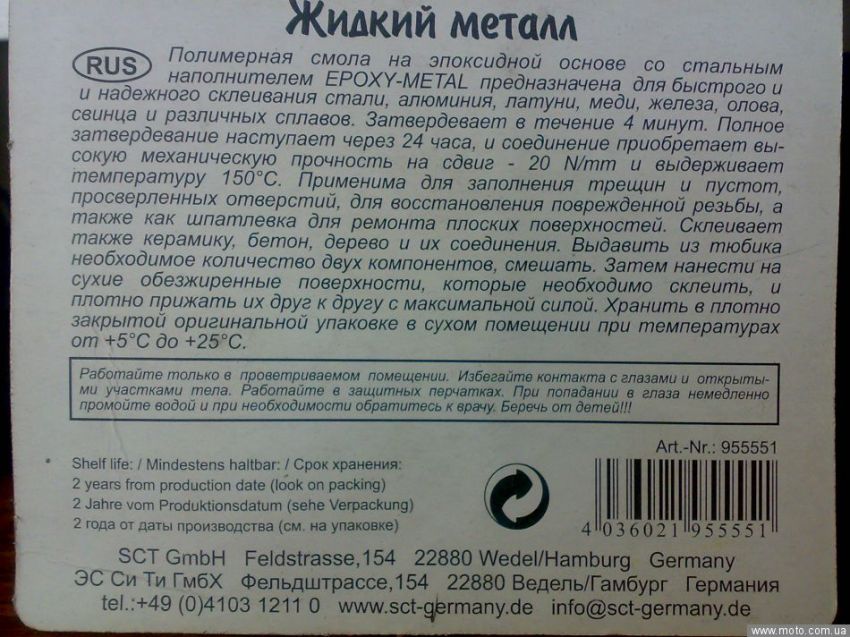 Жидкий металл
RUS
Полимерная смола на эпоксидной основе со стальным
наполнителем EPOXY-METAL предназначена для быстрого и
и надежного склеивания стали, алюминия, латуни, меди, железа, олова,
свинца и различных сплавов. Затвердевает в течение 4 минут. Полное
затвердевание наступает через 24 часа, и соединение приобретает вы-
сокую механическую прочность на сдвиг - 20 N/mm и выдерживает
температуру 150°С. Применима для заполнения трещин и пустот,
просверленных отверстий, для восстановления поврежденной резьбы, а
также как шпатлевка для ремонта плоских поверхностей. Склеивает
также керамику, бетон, дерево и их соединения. Выдавить из тюбика
необходимое количество двух компонентов, смешать. Затем нанести на
сухие обезжиренные поверхности, которые необходимо склеить, и
плотно прижать их друг к другу с максимальной силой. Хранить в плотно
закрытой оригинальной упаковке в сухом помещении при температурах
от +5°С до +25°С.
Работайте только в проветриваемом помещении. Избегайте контакта с глазами и открыты-
ми участками тела. Работайте в защитных перчатках. При попадании в глаза немедленно
промойте водой и при необходимости обратитесь к врачу. Беречь от детей!!!
Art.-Nr.: 955551
Shelf life: / Mindestens haltbar: / Срок хранения:
2 years from production date (look on packing)
2 Jahre vom Produktionsdatum (sehe Verpackung)
2 года от даты производства (см. на упаковке)
4 036021 955551
SCT GmbH Feldstrasse,154 22880 Wedel/Hamburg Germany
ЭС Си Ти ГмбХ Фельдштрассе,154 22880 Ведель/Гамбург Германия
tel.:+49 (0)4103 1211 0 www.sct-germany.de info@sct-germany.de
www.moto.com.ua